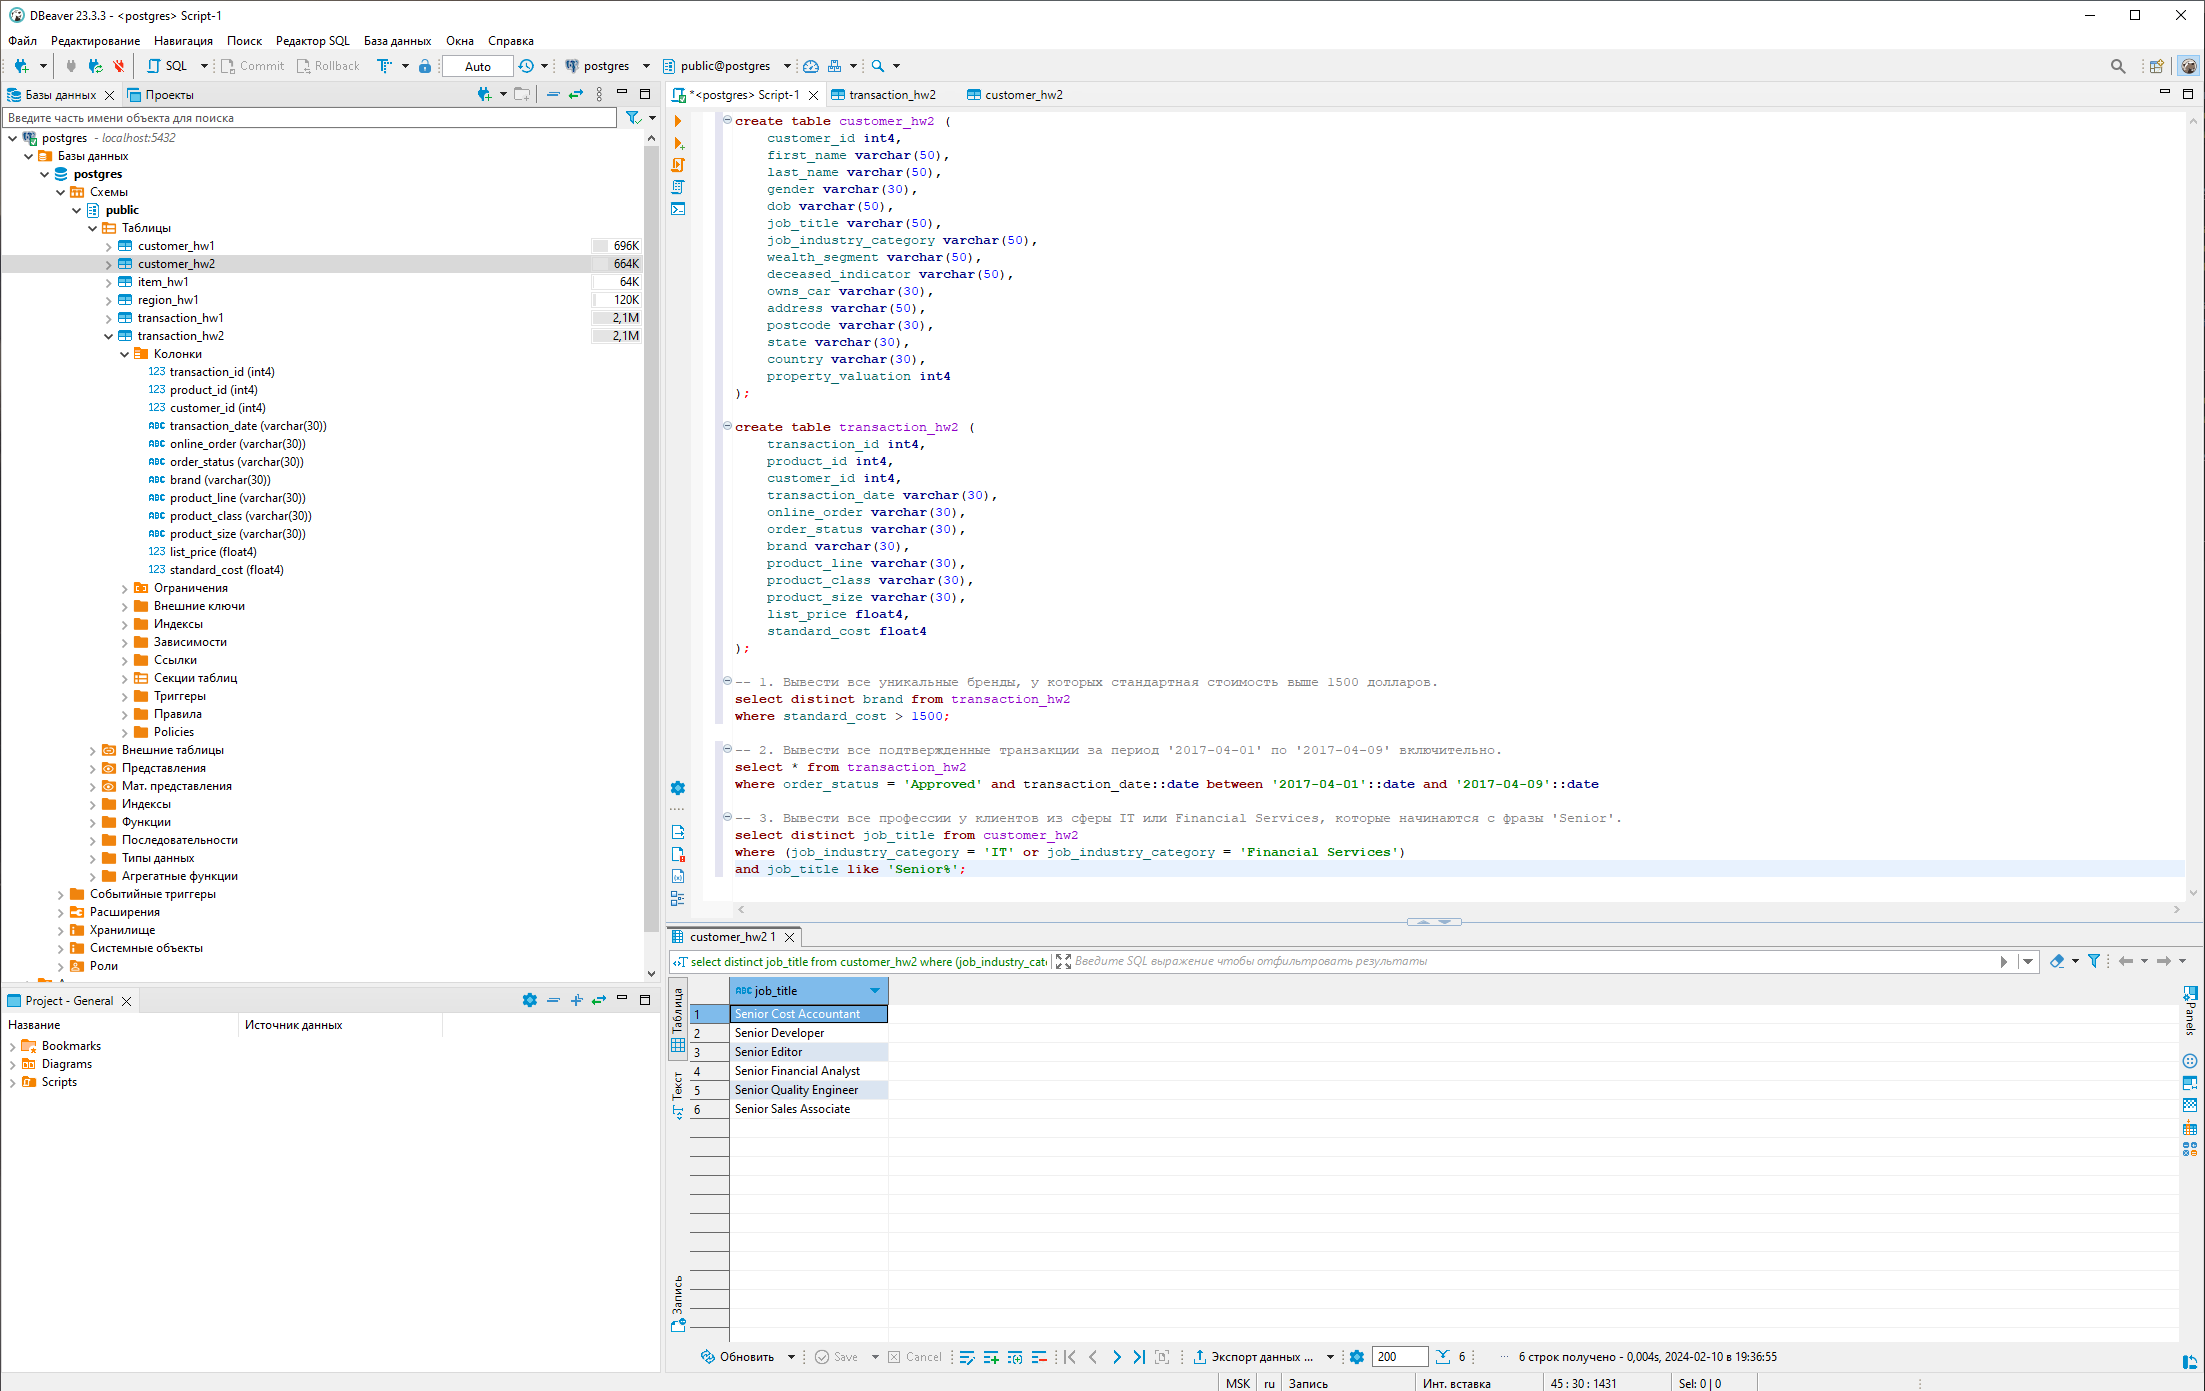 DBeaver 23.3.3 - <postgres> Script-1
Файл Редактирование Навигация Поиск Редактор SQL База данных Окна Справка
SQL Commit Rollback Auto postgres public@postgres
Базы данных Проекты
Введите часть имени объекта для поиска
postgres - localhost:5432
Базы данных
postgres
Схемы
public
Таблицы
customer_hw1 696K
customer_hw2 664K
item_hw1 64K
region_hw1 120K
transaction_hw1 2,1M
transaction_hw2 2,1M
Колонки
123 transaction_id (int4)
123 product_id (int4)
123 customer_id (int4)
ABC transaction_date (varchar(30))
ABC online_order (varchar(30))
ABC order_status (varchar(30))
ABC brand (varchar(30))
ABC product_line (varchar(30))
ABC product_class (varchar(30))
ABC product_size (varchar(30))
123 list_price (float4)
123 standard_cost (float4)
Ограничения
Внешние ключи
Индексы
Зависимости
Ссылки
Секции таблиц
Триггеры
Правила
Policies
Внешние таблицы
Представления
Мат. представления
Индексы
Функции
Последовательности
Типы данных
Агрегатные функции
Событийные триггеры
Расширения
Хранилище
Системные объекты
Роли
Project - General
Название Источник данных
Bookmarks
Diagrams
Scripts
*<postgres> Script-1 transaction_hw2 customer_hw2
create table customer_hw2 (
customer_id int4,
first_name varchar(50),
last_name varchar(50),
gender varchar(30),
dob varchar(50),
job_title varchar(50),
job_industry_category varchar(50),
wealth_segment varchar(50),
deceased_indicator varchar(50),
owns_car varchar(30),
address varchar(50),
postcode varchar(30),
state varchar(30),
country varchar(30),
property_valuation int4
);
create table transaction_hw2 (
transaction_id int4,
product_id int4,
customer_id int4,
transaction_date varchar(30),
online_order varchar(30),
order_status varchar(30),
brand varchar(30),
product_line varchar(30),
product_class varchar(30),
product_size varchar(30),
list_price float4,
standard_cost float4
);
-- 1. Вывести все уникальные бренды, у которых стандартная стоимость выше 1500 долларов.
select distinct brand from transaction_hw2
where standard_cost > 1500;
-- 2. Вывести все подтвержденные транзакции за период '2017-04-01' по '2017-04-09' включительно.
select * from transaction_hw2
where order_status = 'Approved' and transaction_date::date between '2017-04-01'::date and '2017-04-09'::date
-- 3. Вывести все профессии у клиентов из сферы IT или Financial Services, которые начинаются с фразы 'Senior'.
select distinct job_title from customer_hw2
where (job_industry_category = 'IT' or job_industry_category = 'Financial Services')
and job_title like 'Senior%';
customer_hw2 1
select distinct job_title from customer_hw2 where (job_industry_cat Введите SQL выражение чтобы отфильтровать результаты
Таблица
Текст
Запись
Panels
ABC job_title
1 Senior Cost Accountant
2 Senior Developer
3 Senior Editor
4 Senior Financial Analyst
5 Senior Quality Engineer
6 Senior Sales Associate
Обновить Save Cancel Экспорт данных ... 200 6 6 строк получено - 0,004s, 2024-02-10 в 19:36:55
MSK ru Запись Инт. вставка 45 : 30 : 1431 Sel: 0 | 0